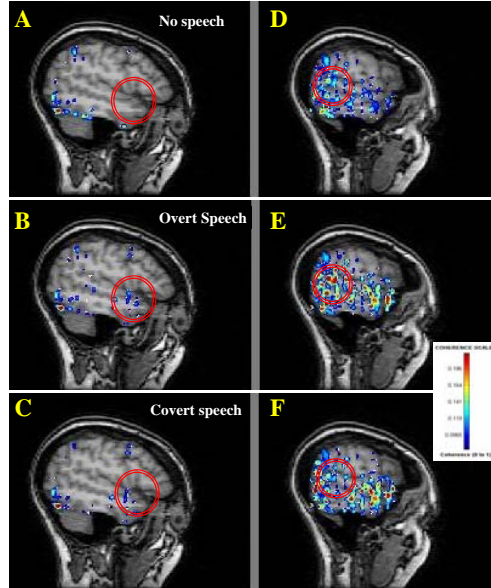 A
No speech
D
B
Overt Speech
E
COHERENCE SCALE
C
Covert speech
F
Coherence (0 to 1)